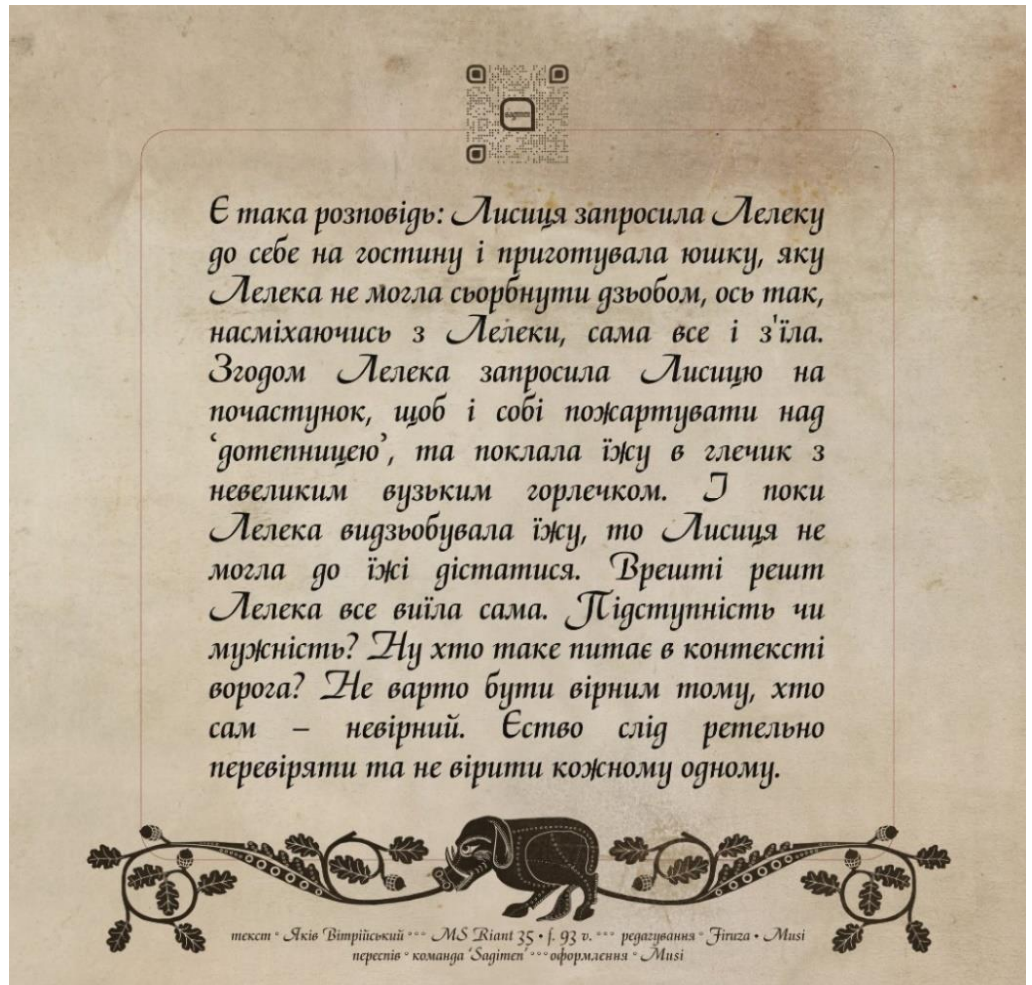 Є така розповідь: Лисиця запросила Лелеку
до себе на гостину і приготувала юшку, яку
Лелека не могла сьорбнути дзьобом, ось так,
насміхаючись з Лелеки, сама все і з'їла.
Згодом Лелека запросила Лисицю на
почастунок, щоб і собі пожартувати над
‘дотепницею’, та поклала їжу в глечик з
невеликим вузьким горлечком. І поки
Лелека видзьобувала їжу, то Лисиця не
могла до їжі дістатися. Врешті решт
Лелека все виїла сама. Підступність чи
мужність? Ну хто таке питає в контексті
ворога? Не варто бути вірним тому, хто
сам – невірний. Єство слід ретельно
перевіряти та не вірити кожному одному.
текст ° Яків Вітрійський °°° MS Riant 35 • f. 93 v. °°° редагування ° Firuza • Musi
переспів ° команда ‘Sagimen’ °°° оформлення ° Musi